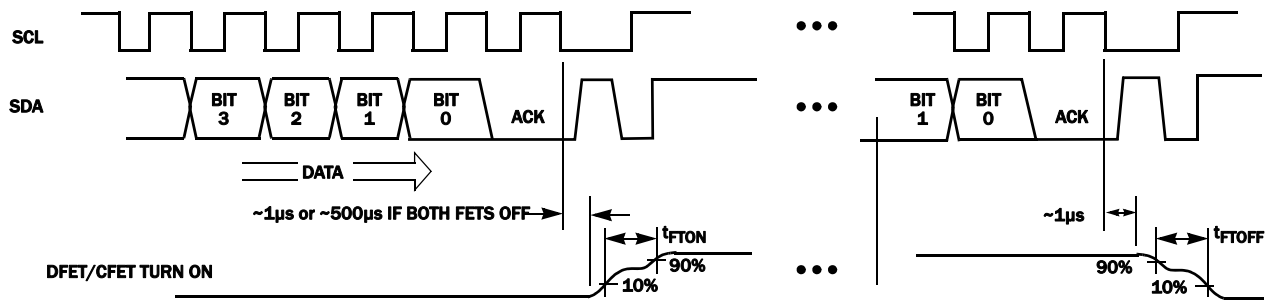 SCL
SDA
BIT 3
BIT 2
BIT 1
BIT 0
ACK
BIT 1
BIT 0
ACK
DATA
~1µs or ~500µs IF BOTH FETS OFF
~1µs
tFTON
tFTOFF
DFET/CFET TURN ON
90%
10%
90%
10%